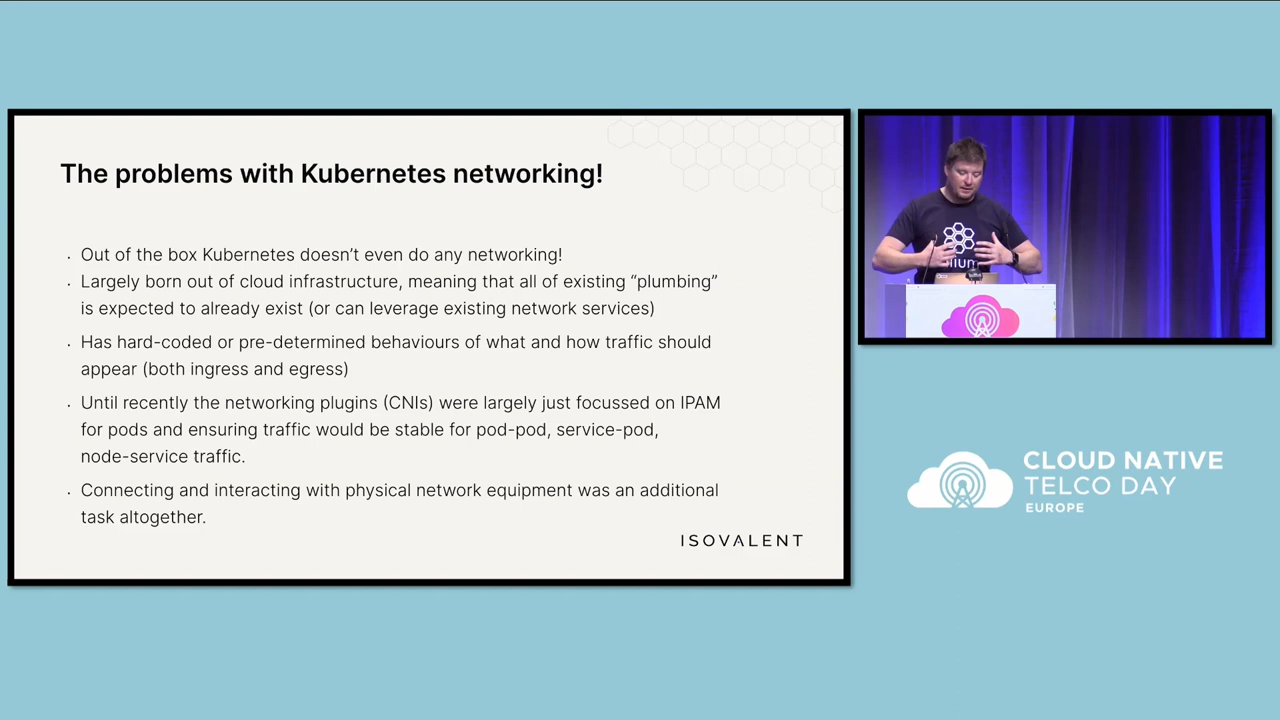 The problems with Kubernetes networking!
· Out of the box Kubernetes doesn’t even do any networking!
· Largely born out of cloud infrastructure, meaning that all of existing “plumbing”
is expected to already exist (or can leverage existing network services)
· Has hard-coded or pre-determined behaviours of what and how traffic should
appear (both ingress and egress)
· Until recently the networking plugins (CNIs) were largely just focussed on IPAM
for pods and ensuring traffic would be stable for pod-pod, service-pod,
node-service traffic.
· Connecting and interacting with physical network equipment was an additional
task altogether.
ISOVALENT
CLOUD NATIVE
TELCO DAY
EUROPE